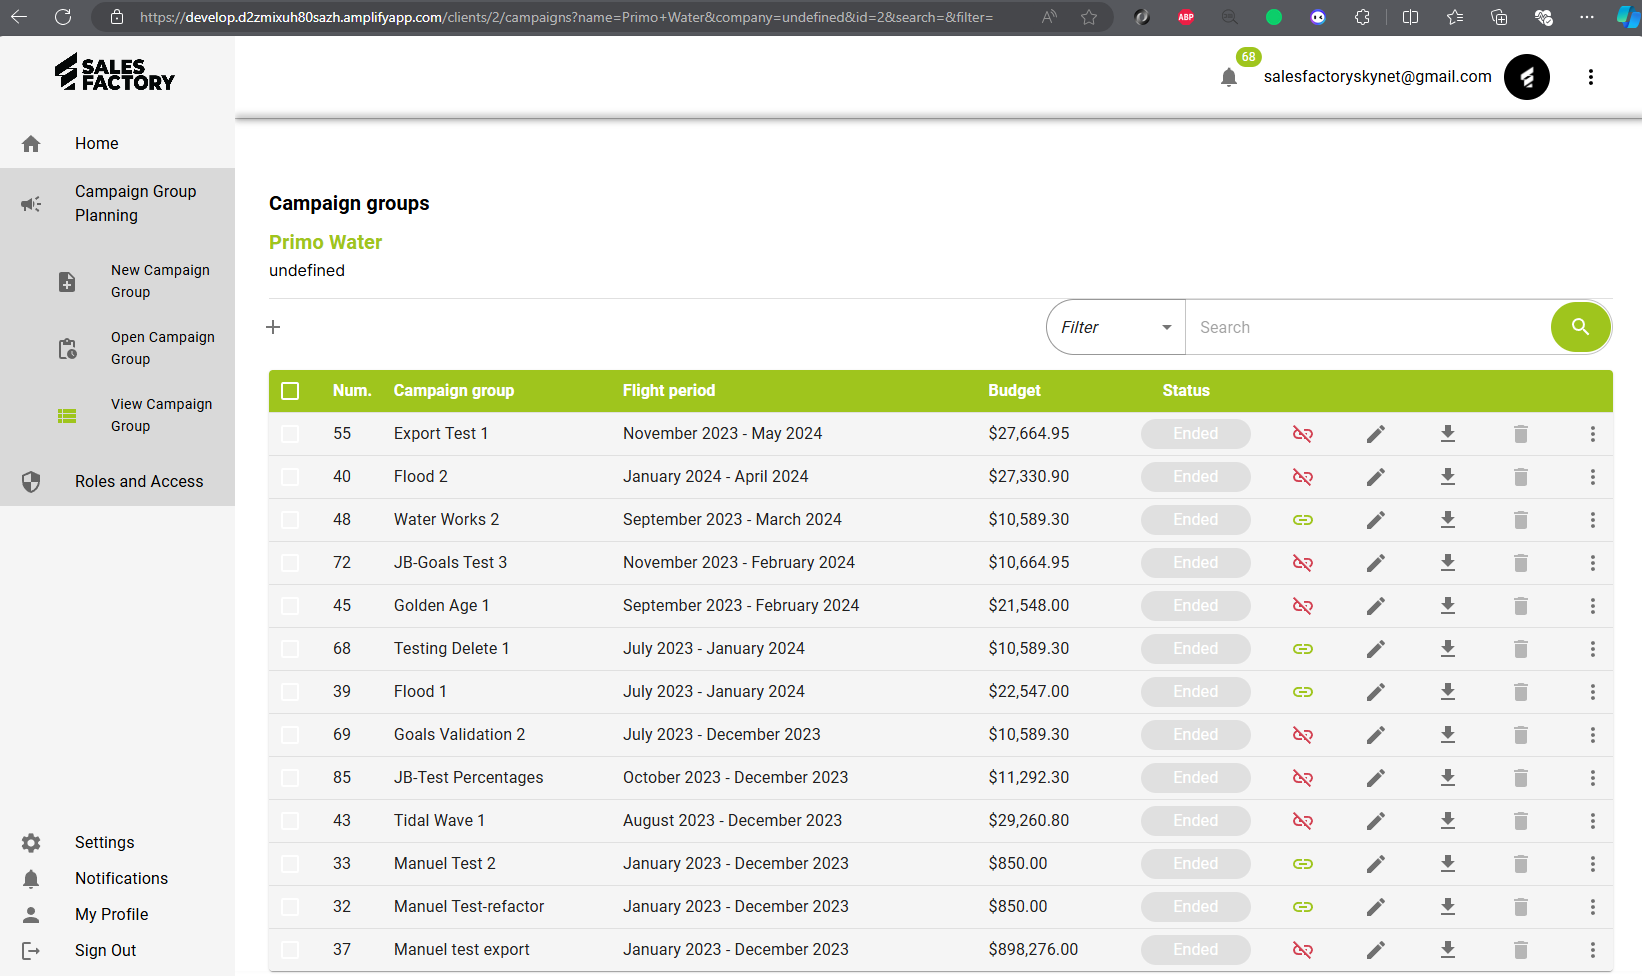 https://develop.d2zmixuh80sazh.amplifyapp.com/clients/2/campaigns?name=Primo+Water&company=undefined&id=2&search=&filter=
ABP
SALES
FACTORY
68
salesfactoryskynet@gmail.com
Home
Campaign Group
Planning
New Campaign
Group
Open Campaign
Group
View Campaign
Group
Roles and Access
Settings
Notifications
My Profile
Sign Out
Campaign groups
Primo Water
undefined
Filter Search
Num. Campaign group Flight period Budget Status
55 Export Test 1 November 2023 - May 2024 $27,664.95 Ended
40 Flood 2 January 2024 - April 2024 $27,330.90 Ended
48 Water Works 2 September 2023 - March 2024 $10,589.30 Ended
72 JB-Goals Test 3 November 2023 - February 2024 $10,664.95 Ended
45 Golden Age 1 September 2023 - February 2024 $21,548.00 Ended
68 Testing Delete 1 July 2023 - January 2024 $10,589.30 Ended
39 Flood 1 July 2023 - January 2024 $22,547.00 Ended
69 Goals Validation 2 July 2023 - December 2023 $10,589.30 Ended
85 JB-Test Percentages October 2023 - December 2023 $11,292.30 Ended
43 Tidal Wave 1 August 2023 - December 2023 $29,260.80 Ended
33 Manuel Test 2 January 2023 - December 2023 $850.00 Ended
32 Manuel Test-refactor January 2023 - December 2023 $850.00 Ended
37 Manuel test export January 2023 - December 2023 $898,276.00 Ended